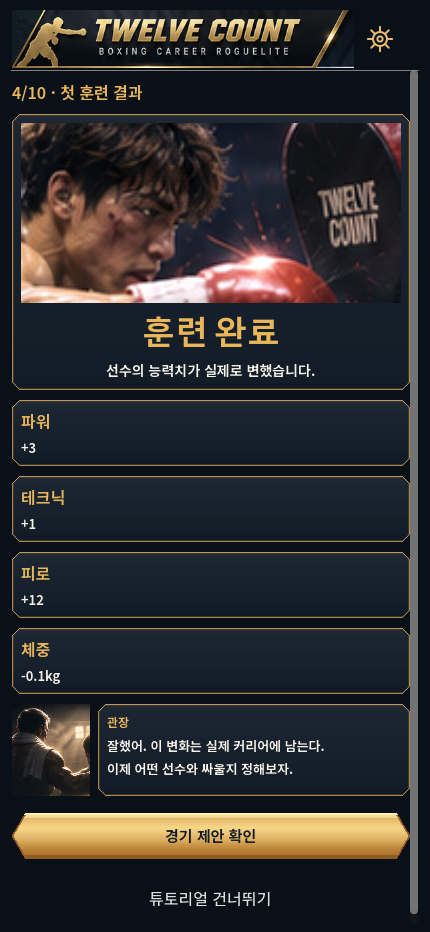 TWELVE COUNT
BOXING CAREER ROGUELITE
4/10 · 첫 훈련 결과
TWELVE
COUNT
훈련 완료
선수의 능력치가 실제로 변했습니다.
파워
+3
테크닉
+1
피로
+12
체중
-0.1kg
관장
잘했어. 이 변화는 실제 커리어에 남는다.
이제 어떤 선수와 싸울지 정해보자.
경기 제안 확인
튜토리얼 건너뛰기